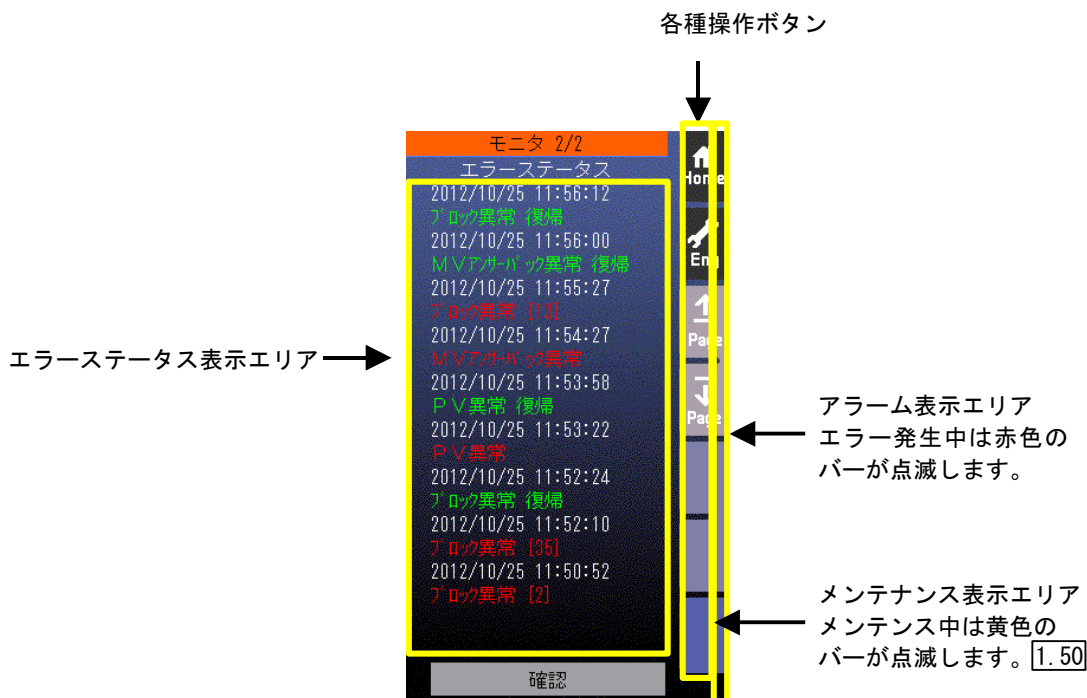 各種操作ボタン
モニタ 2/2
エラーステータス
2012/10/25 11:56:12
ブロック異常 復帰
2012/10/25 11:56:00
MVアンサーバック異常 復帰
2012/10/25 11:55:27
ブロック異常 [13]
2012/10/25 11:54:27
MVアンサーバック異常
2012/10/25 11:53:58
PV異常 復帰
2012/10/25 11:53:22
PV異常
2012/10/25 11:52:24
ブロック異常 復帰
2012/10/25 11:52:10
ブロック異常 [35]
2012/10/25 11:50:52
ブロック異常 [2]
確認
Home
Eng
Page
Page
エラーステータス表示エリア
アラーム表示エリア
エラー発生中は赤色の
バーが点滅します。
メンテナンス表示エリア
メンテンス中は黄色の
バーが点滅します。1.50